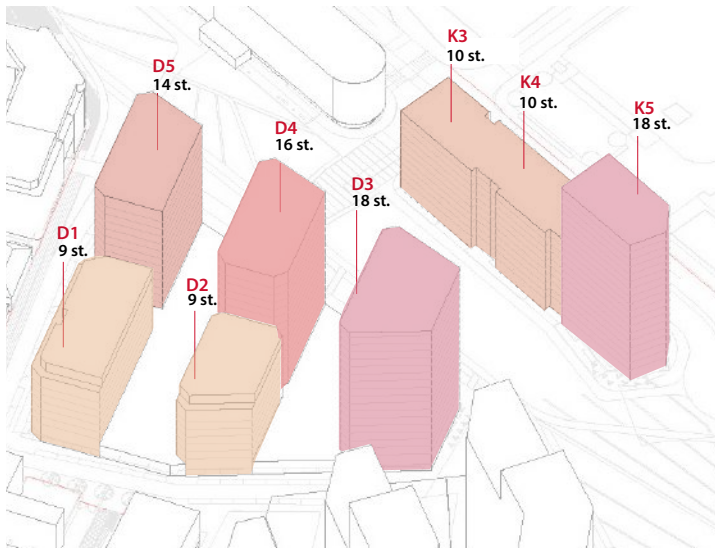 K3
10 st.
D5
14 st.
K4
10 st.
K5
18 st.
D4
16 st.
D3
18 st.
D1
9 st.
D2
9 st.